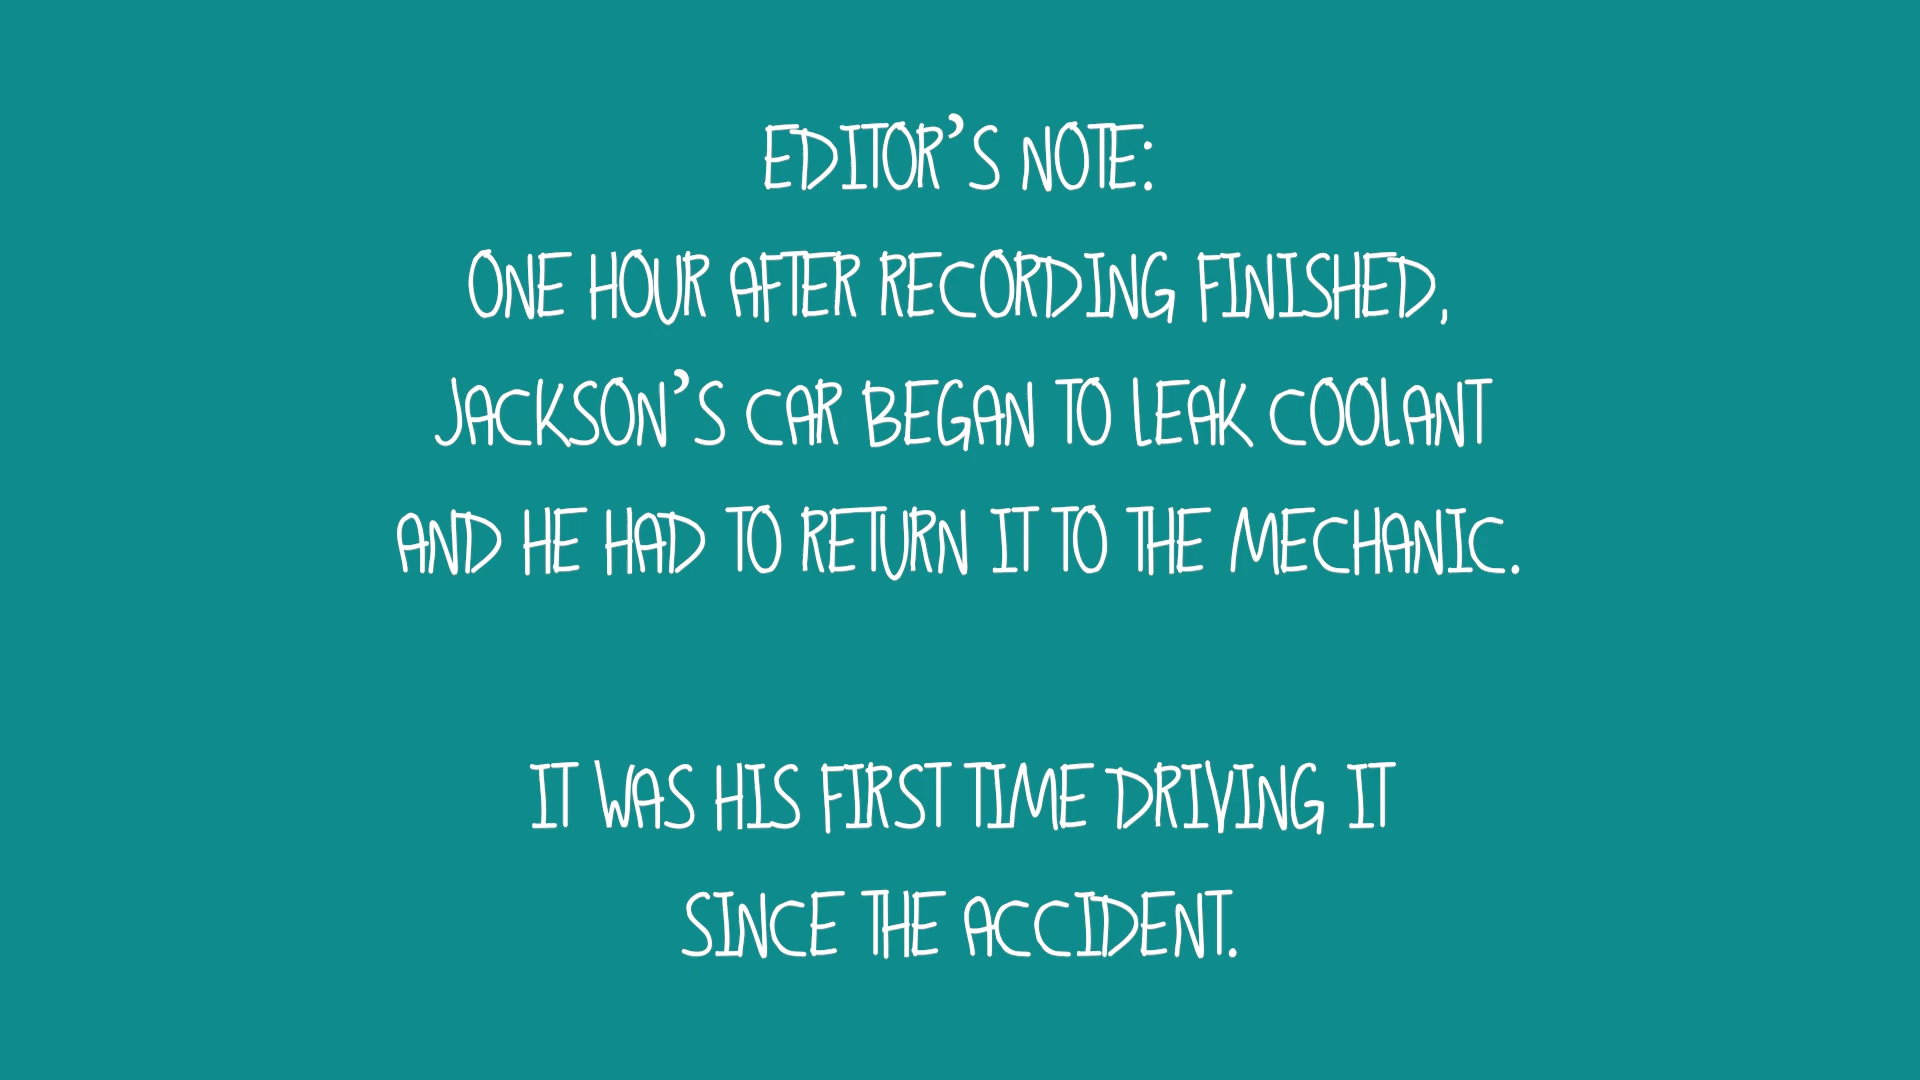 EDITOR'S NOTE:
ONE HOUR AFTER RECORDING FINISHED,
JACKSON'S CAR BEGAN TO LEAK COOLANT
AND HE HAD TO RETURN IT TO THE MECHANIC.
IT WAS HIS FIRST TIME DRIVING IT
SINCE THE ACCIDENT.